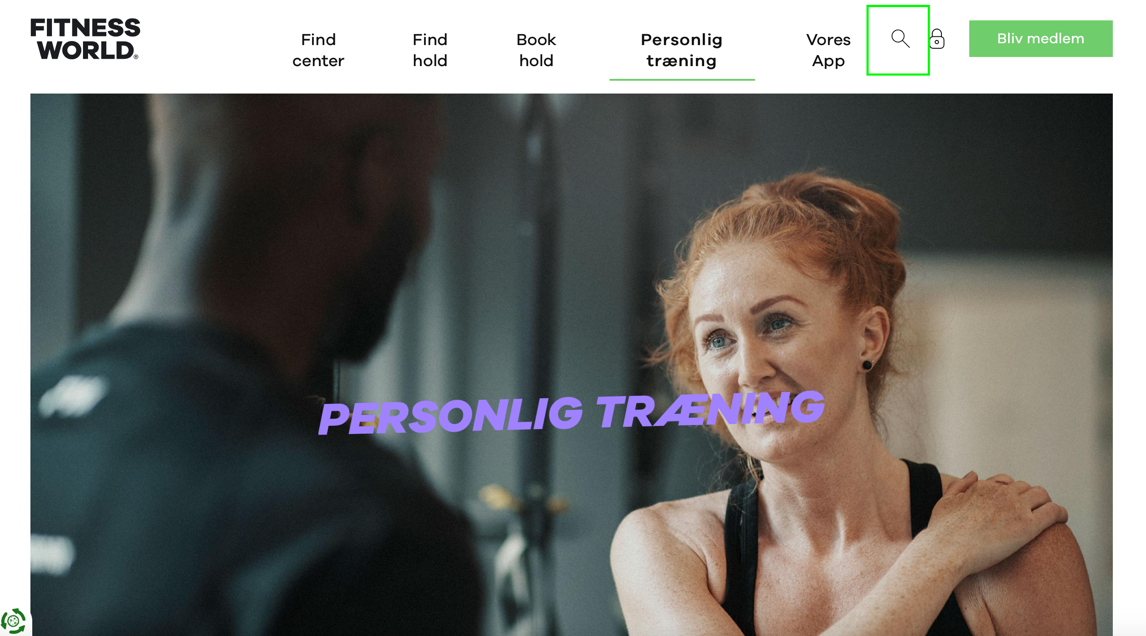 FITNESS
WORLD®
Find
center
Find
hold
Book
hold
Personlig
træning
Vores
App
Bliv medlem
PERSONLIG TRÆNING